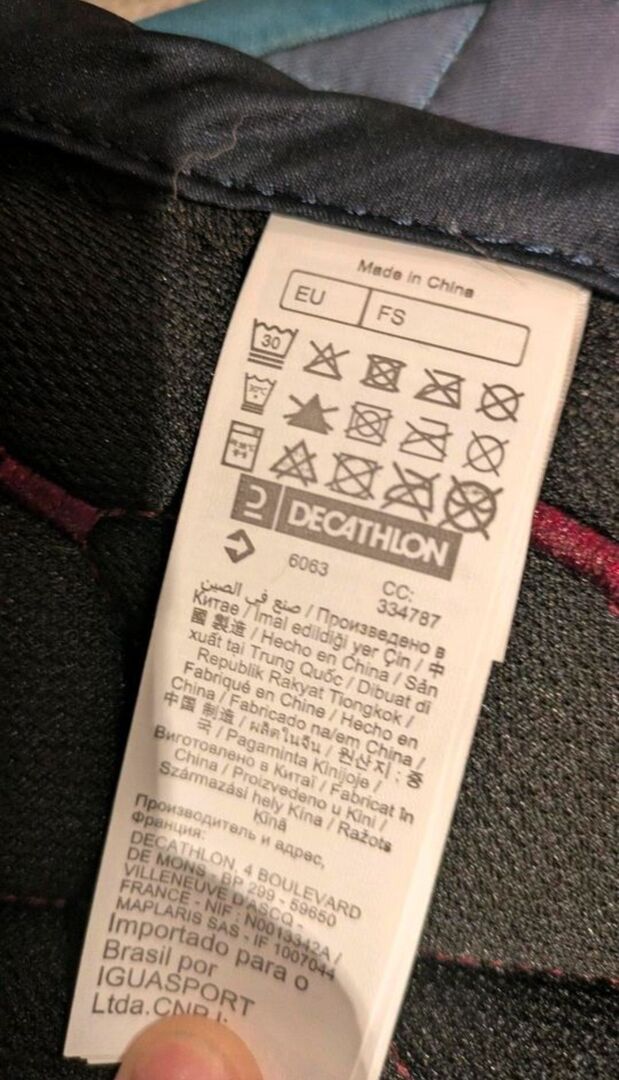 Made in China
EU FS
30
30°C
DECATHLON
6063 CC:
334787
صنع في الصين / Произведено в
Китае / İmal edildiği yer Çin / 中
國 製造 / Hecho en China / Sản
xuất tại Trung Quốc / Dibuat di
Republik Rakyat Tiongkok /
Fabriqué en Chine / Hecho en
China / Fabricado na/em China /
中国 制造 / ผลิตในจีน / 원산지 : 중
국 / Pagaminta Kinijoje /
Виготовлено в Китаї / Fabricat în
China / Proizvedeno u Kini /
Származási hely Kína / Ražots
Ķīnā
Производитель и адрес,
Франция:
DECATHLON, 4 BOULEVARD
DE MONS - BP 299 - 59650
VILLENEUVE D'ASCQ -
FRANCE - NIF : N0013342A /
MAPLARIS SAS - IF 1007044
Importado para o
Brasil por
IGUASPORT
Ltda.CNPJ: